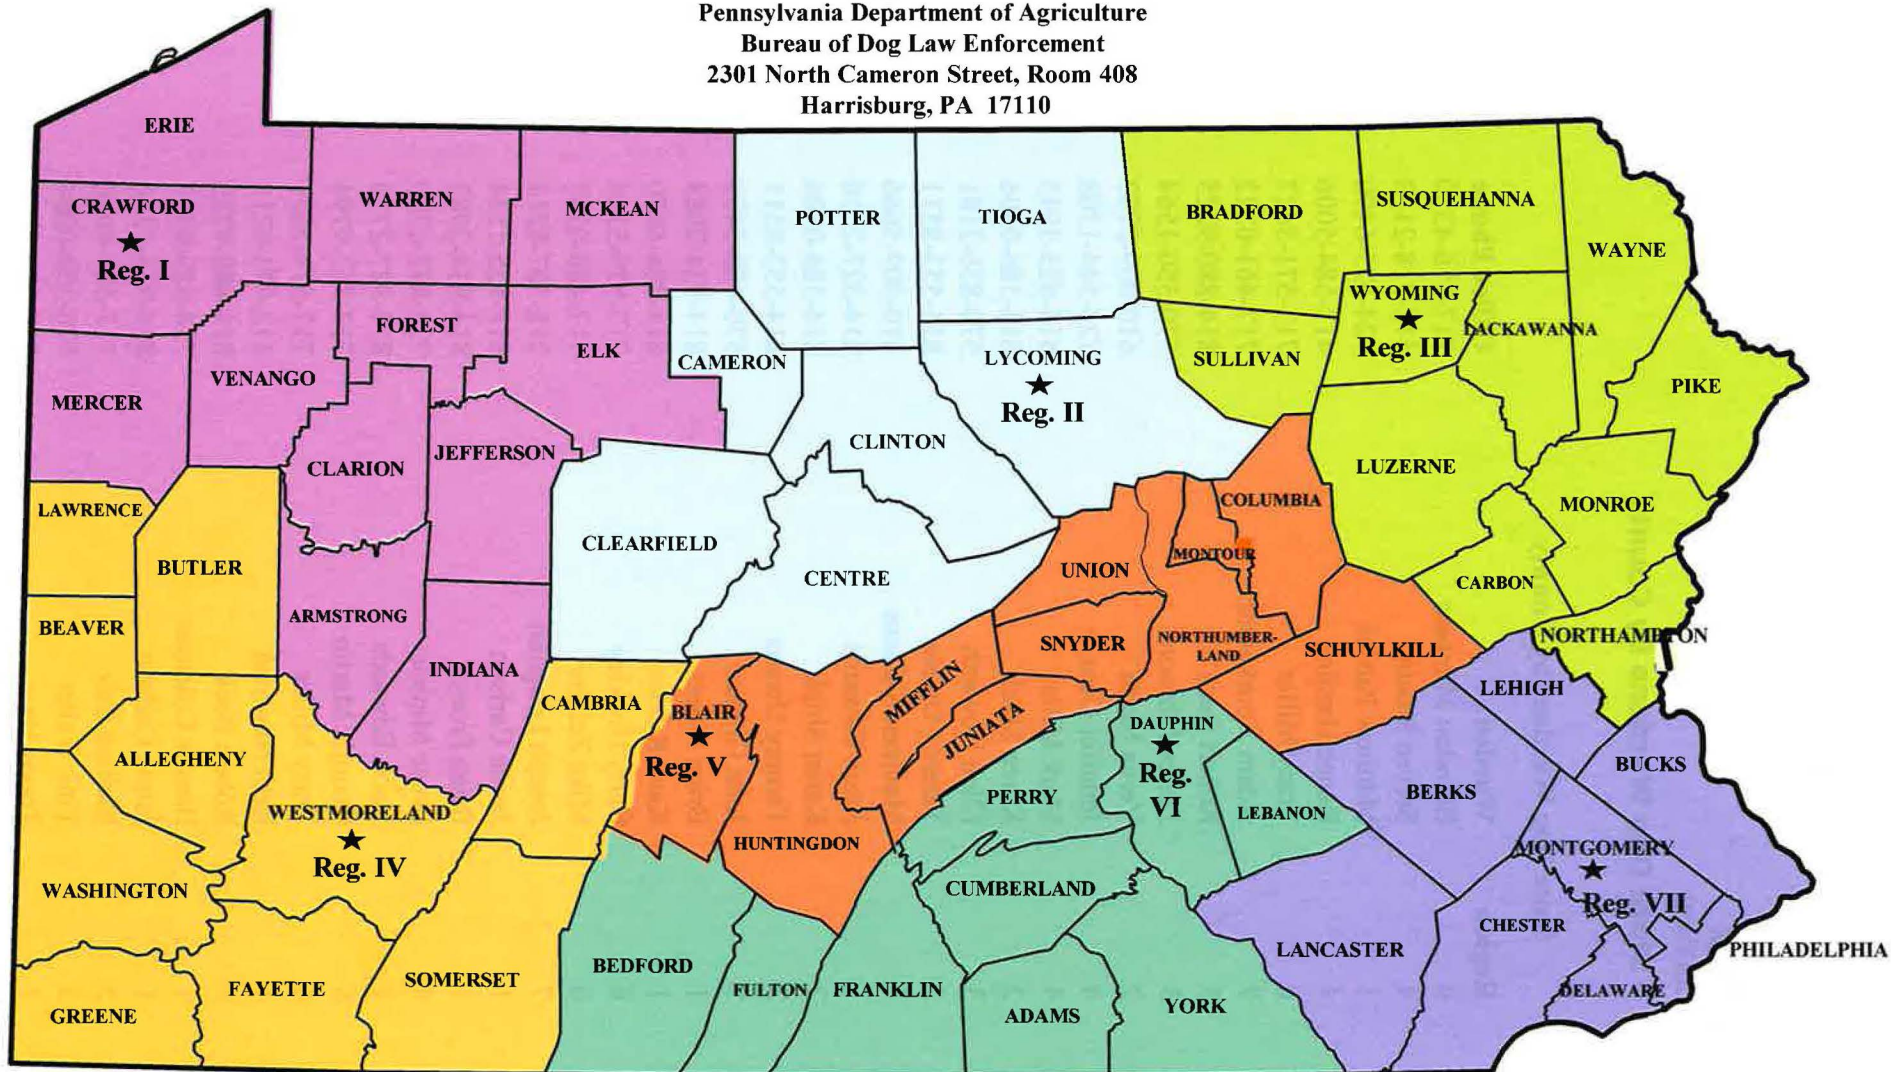 Pennsylvania Department of Agriculture
Bureau of Dog Law Enforcement
2301 North Cameron Street, Room 408
Harrisburg, PA 17110
ERIE
CRAWFORD
Reg. I
WARREN
MCKEAN
POTTER
TIOGA
BRADFORD
SUSQUEHANNA
WAYNE
WYOMING
Reg. III
LACKAWANNA
FOREST
ELK
CAMERON
LYCOMING
Reg. II
SULLIVAN
PIKE
MERCER
VENANGO
CLARION
JEFFERSON
CLINTON
LUZERNE
COLUMBIA
MONROE
LAWRENCE
BUTLER
CLEARFIELD
CENTRE
UNION
MONTOUR
CARBON
BEAVER
ARMSTRONG
INDIANA
SNYDER
NORTHUMBER-
LAND
SCHUYLKILL
NORTHAMPTON
LEHIGH
CAMBRIA
BLAIR
Reg. V
MIFFLIN
JUNIATA
DAUPHIN
Reg.
VI
ALLEGHENY
WESTMORELAND
Reg. IV
HUNTINGDON
PERRY
LEBANON
BERKS
BUCKS
MONTGOMERY
Reg. VII
WASHINGTON
CUMBERLAND
CHESTER
LANCASTER
PHILADELPHIA
GREENE
FAYETTE
SOMERSET
BEDFORD
FULTON
FRANKLIN
ADAMS
YORK
DELAWARE